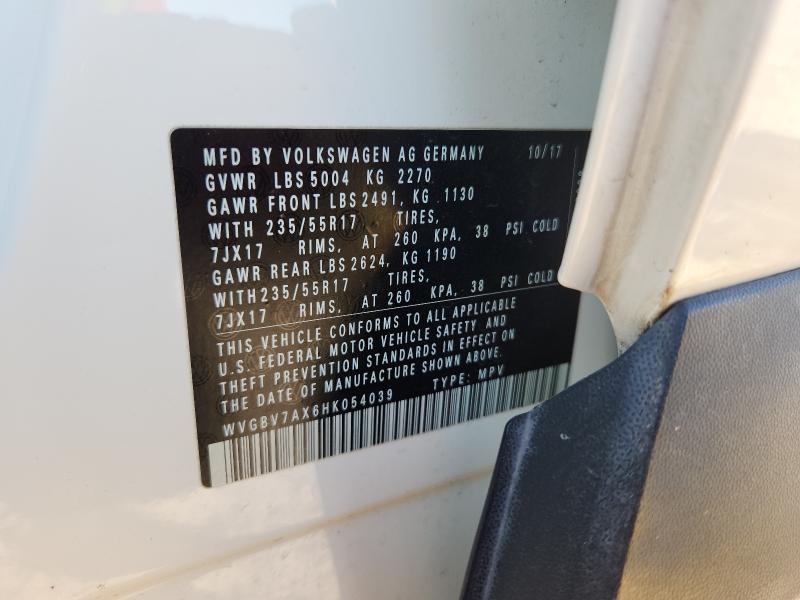 MFD BY VOLKSWAGEN AG GERMANY 10/17
GVWR LBS 5004 KG 2270
GAWR FRONT LBS 2491, KG 1130
WITH 235/55R17 TIRES,
7JX17 RIMS, AT 260 KPA, 38 PSI COLD
GAWR REAR LBS 2624, KG 1190
WITH 235/55R17 TIRES,
7JX17 RIMS, AT 260 KPA, 38 PSI COLD
THIS VEHICLE CONFORMS TO ALL APPLICABLE
U.S. FEDERAL MOTOR VEHICLE SAFETY AND
THEFT PREVENTION STANDARDS IN EFFECT ON
THE DATE OF MANUFACTURE SHOWN ABOVE.
WVGBV7AX6HK054039 TYPE: MPV